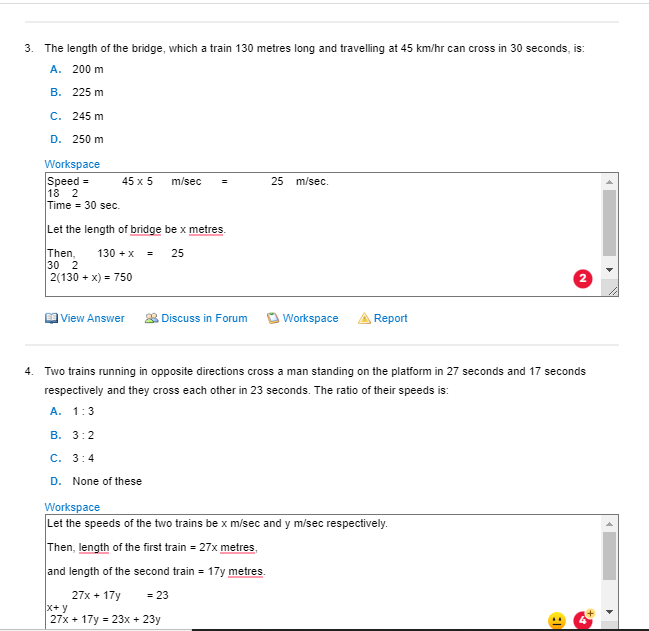 3. The length of the bridge, which a train 130 metres long and travelling at 45 km/hr can cross in 30 seconds, is:
A. 200 m
B. 225 m
C. 245 m
D. 250 m
Workspace
Speed = 45 x 5 m/sec = 25 m/sec.
18 2
Time = 30 sec.
Let the length of bridge be x metres.
Then, 130 + x = 25
30 2
2(130 + x) = 750
2
View Answer Discuss in Forum Workspace Report
4. Two trains running in opposite directions cross a man standing on the platform in 27 seconds and 17 seconds
respectively and they cross each other in 23 seconds. The ratio of their speeds is:
A. 1 : 3
B. 3 : 2
C. 3 : 4
D. None of these
Workspace
Let the speeds of the two trains be x m/sec and y m/sec respectively.
Then, length of the first train = 27x metres,
and length of the second train = 17y metres.
27x + 17y = 23
x+ y
27x + 17y = 23x + 23y
4+